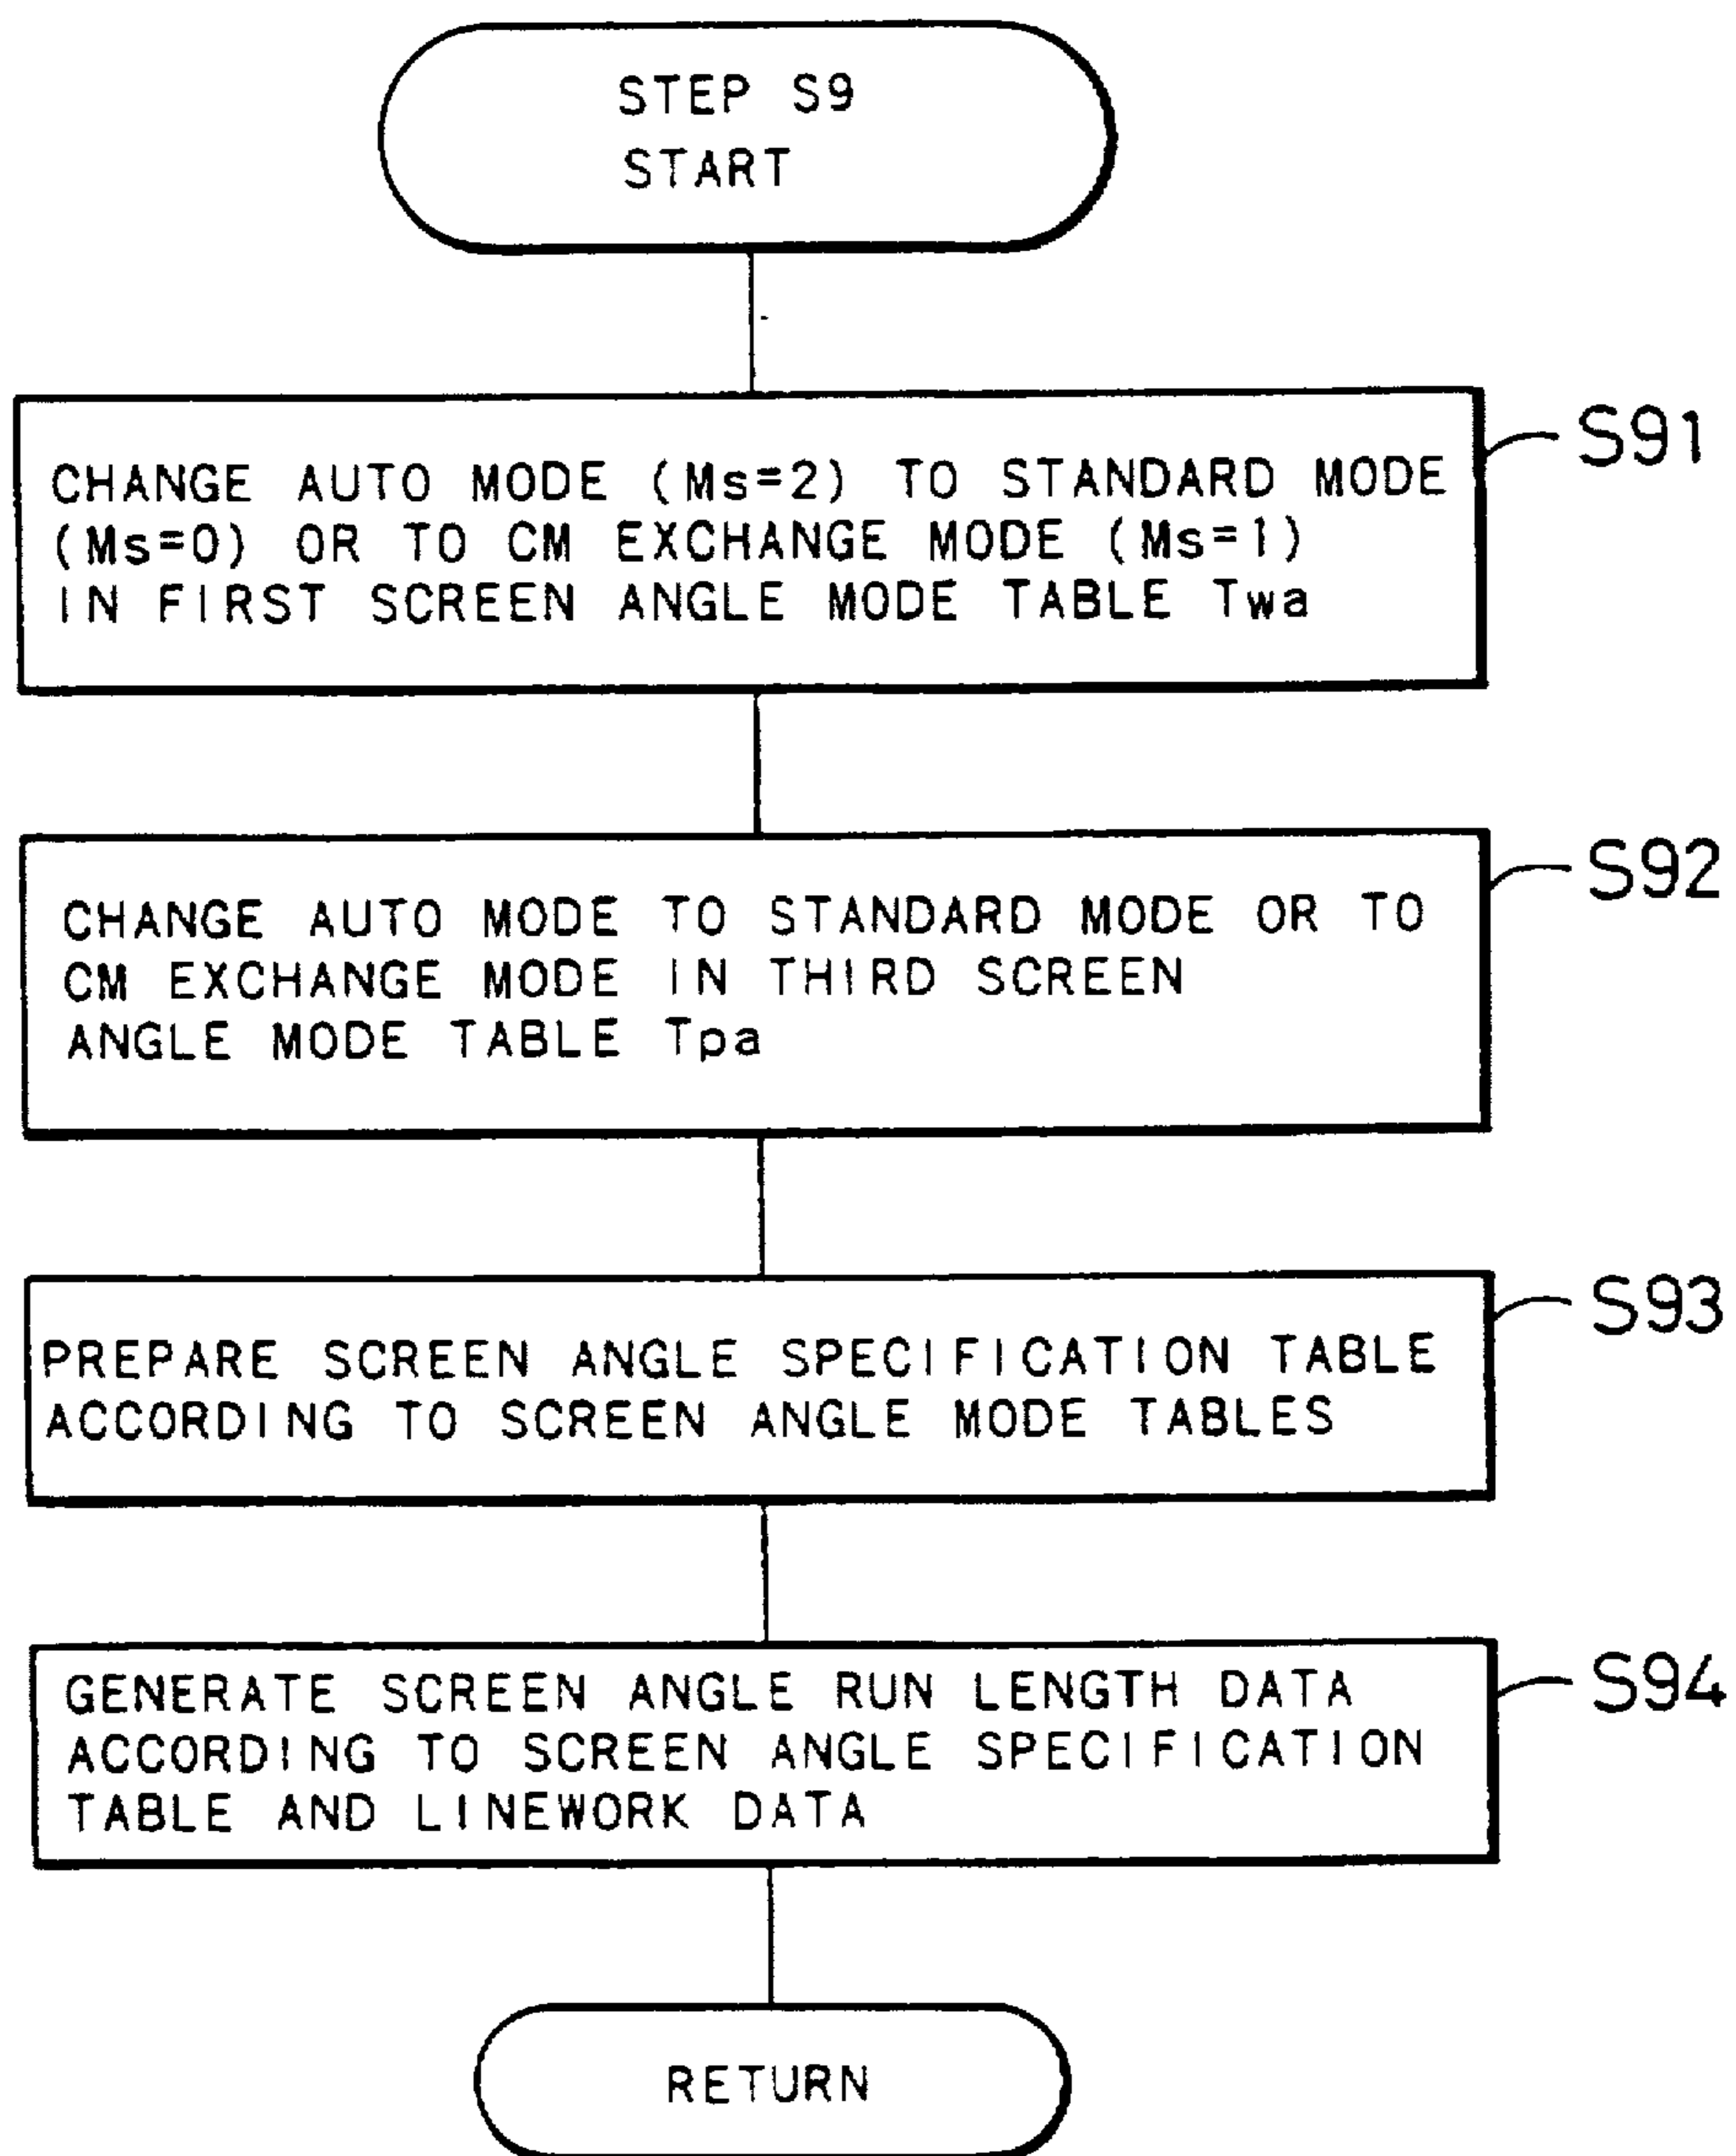 STEP S9
START
CHANGE AUTO MODE (Ms=2) TO STANDARD MODE
(Ms=0) OR TO CM EXCHANGE MODE (Ms=1)
IN FIRST SCREEN ANGLE MODE TABLE Twa
S91
CHANGE AUTO MODE TO STANDARD MODE OR TO
CM EXCHANGE MODE IN THIRD SCREEN
ANGLE MODE TABLE Tpa
S92
PREPARE SCREEN ANGLE SPECIFICATION TABLE
ACCORDING TO SCREEN ANGLE MODE TABLES
S93
GENERATE SCREEN ANGLE RUN LENGTH DATA
ACCORDING TO SCREEN ANGLE SPECIFICATION
TABLE AND LINEWORK DATA
S94
RETURN